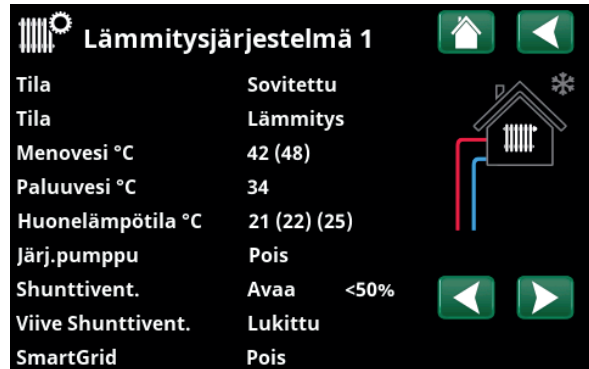 Lämmitysjärjestelmä 1
Tila Sovitettu
Tila Lämmitys
Menovesi °C 42 (48)
Paluuvesi °C 34
Huonelämpötila °C 21 (22) (25)
Järj.pumppu Pois
Shunttivent. Avaa <50%
Viive Shunttivent. Lukittu
SmartGrid Pois